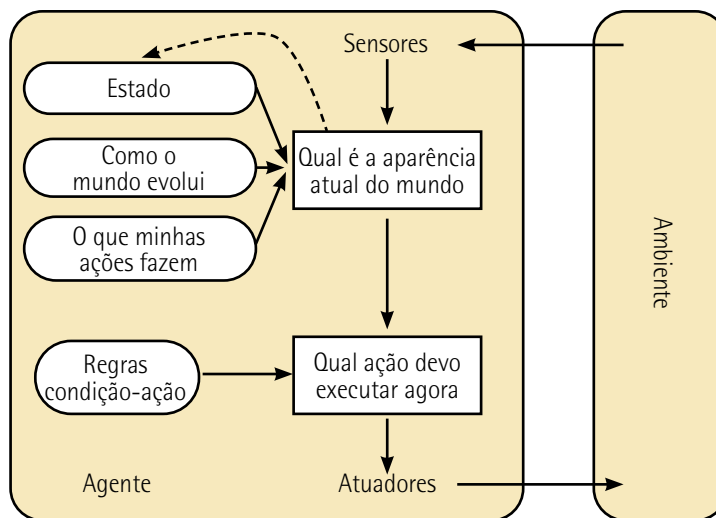 Sensores
Estado
Como o
mundo evolui
Qual é a aparência
atual do mundo
O que minhas
ações fazem
Regras
condição-ação
Qual ação devo
executar agora
Agente
Atuadores
Ambiente